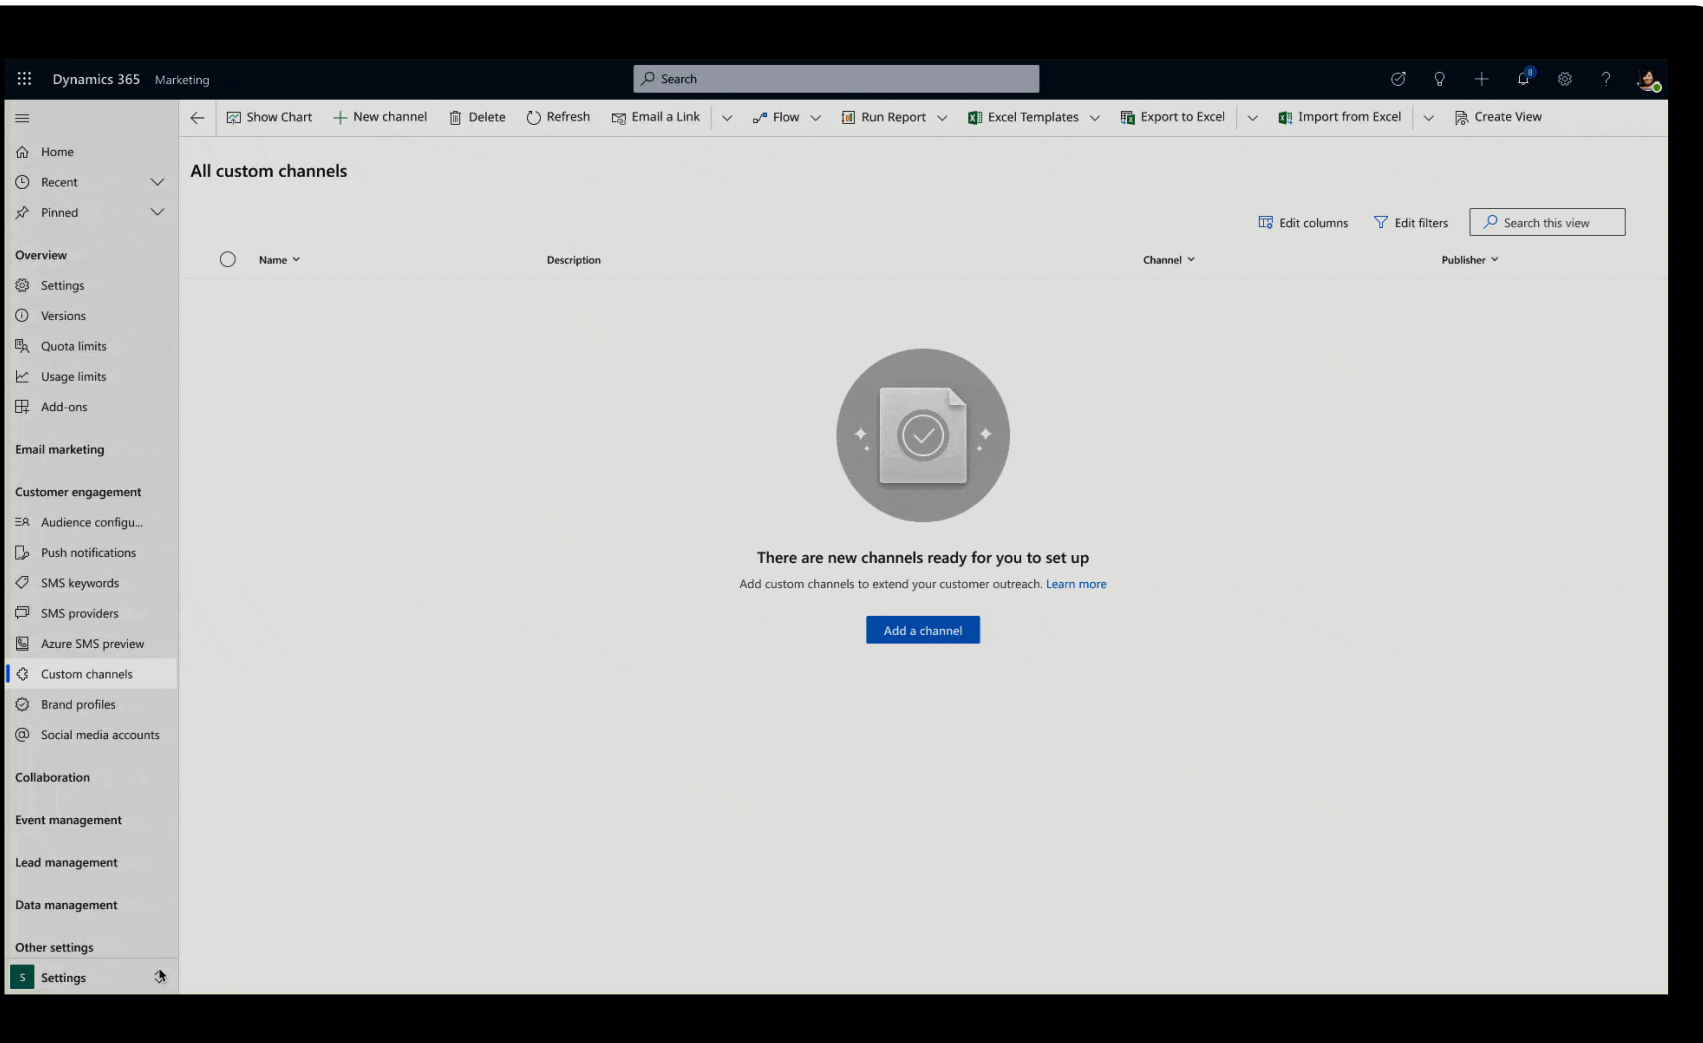 Dynamics 365 Marketing
Search
8
Show Chart New channel Delete Refresh Email a Link Flow Run Report Excel Templates Export to Excel Import from Excel Create View
Home
Recent
Pinned
Overview
Settings
Versions
Quota limits
Usage limits
Add-ons
Email marketing
Customer engagement
Audience configu...
Push notifications
SMS keywords
SMS providers
Azure SMS preview
Custom channels
Brand profiles
Social media accounts
Collaboration
Event management
Lead management
Data management
Other settings
S Settings
All custom channels
Edit columns Edit filters Search this view
Name Description Channel Publisher
There are new channels ready for you to set up
Add custom channels to extend your customer outreach. Learn more
Add a channel